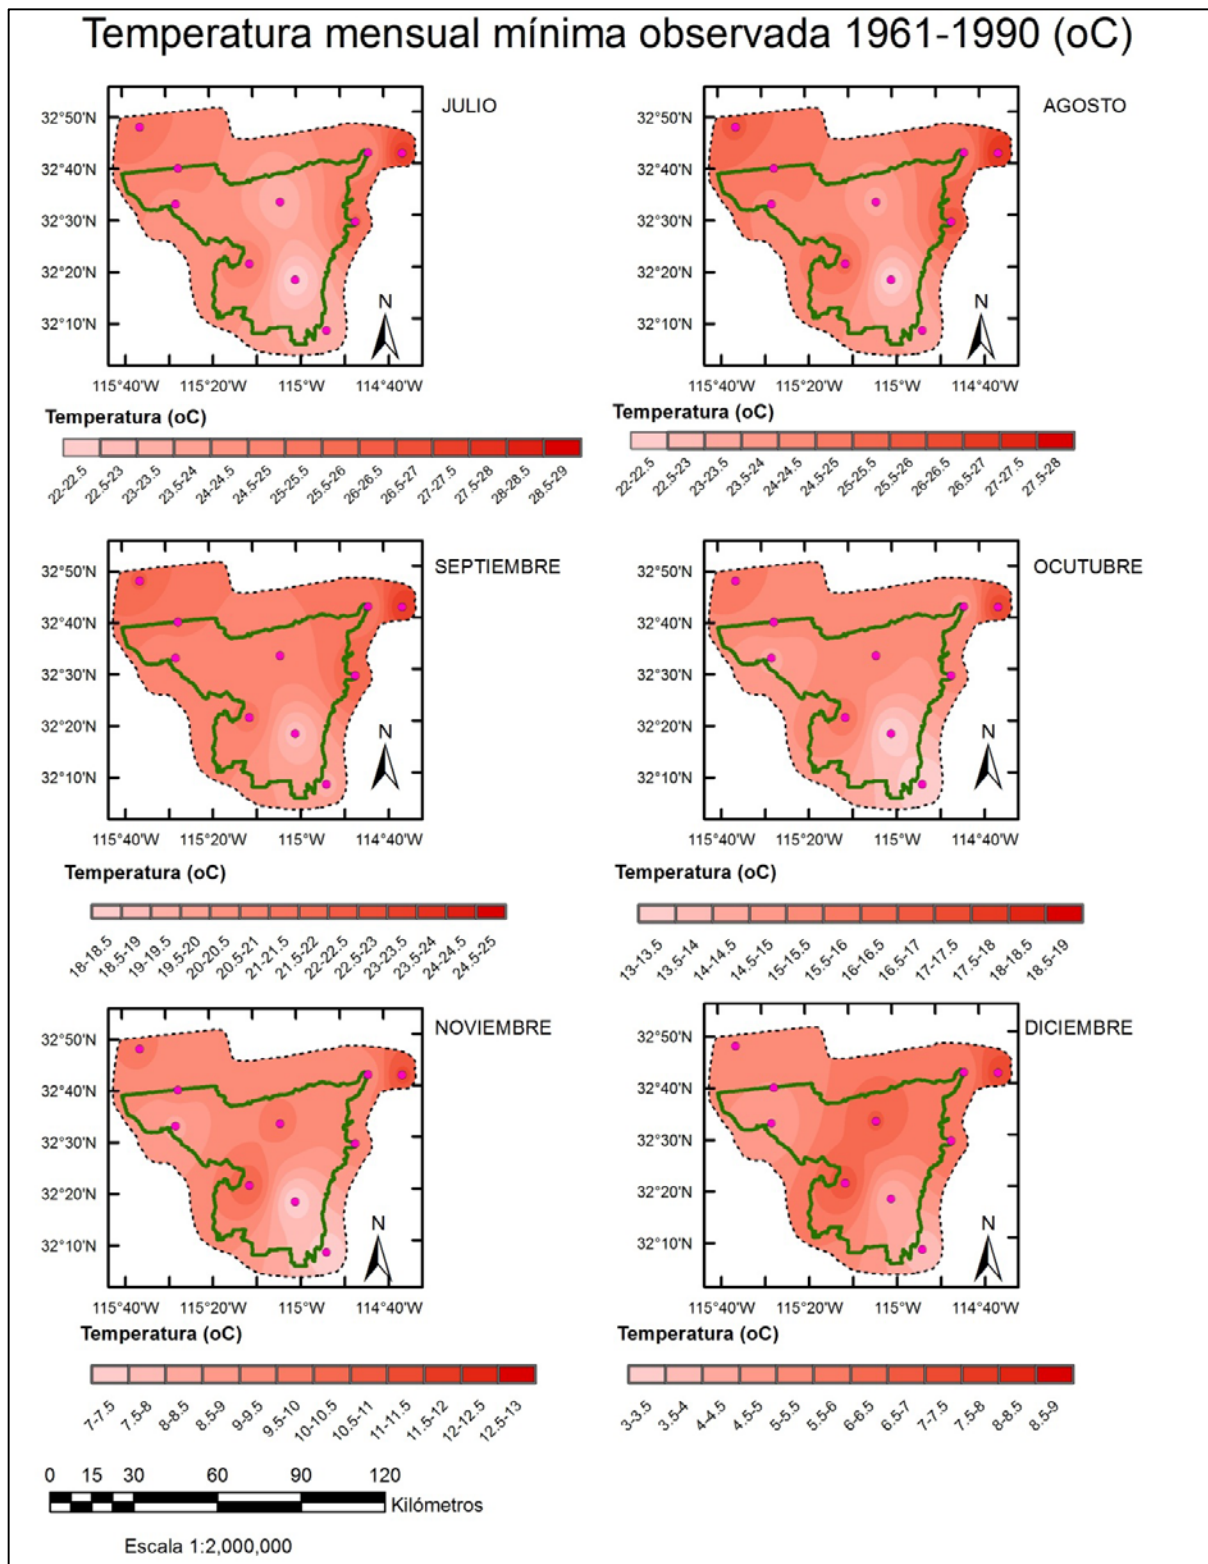 Temperatura mensual mínima observada 1961-1990 (oC)
JULIO
32°50'N
32°40'N
32°30'N
32°20'N
32°10'N
N
115°40'W 115°20'W 115°W 114°40'W
Temperatura (oC)
22-22.5 22.5-23 23-23.5 23.5-24 24-24.5 24.5-25 25-25.5 25.5-26 26-26.5 26.5-27 27-27.5 27.5-28 28-28.5 28.5-29
AGOSTO
32°50'N
32°40'N
32°30'N
32°20'N
32°10'N
N
115°40'W 115°20'W 115°W 114°40'W
Temperatura (oC)
22-22.5 22.5-23 23-23.5 23.5-24 24-24.5 24.5-25 25-25.5 25.5-26 26-26.5 26.5-27 27-27.5 27.5-28
SEPTIEMBRE
32°50'N
32°40'N
32°30'N
32°20'N
32°10'N
N
115°40'W 115°20'W 115°W 114°40'W
Temperatura (oC)
18-18.5 18.5-19 19-19.5 19.5-20 20-20.5 20.5-21 21-21.5 21.5-22 22-22.5 22.5-23 23-23.5 23.5-24 24-24.5 24.5-25
OCUTUBRE
32°50'N
32°40'N
32°30'N
32°20'N
32°10'N
N
115°40'W 115°20'W 115°W 114°40'W
Temperatura (oC)
13-13.5 13.5-14 14-14.5 14.5-15 15-15.5 15.5-16 16-16.5 16.5-17 17-17.5 17.5-18 18-18.5 18.5-19
NOVIEMBRE
32°50'N
32°40'N
32°30'N
32°20'N
32°10'N
N
115°40'W 115°20'W 115°W 114°40'W
Temperatura (oC)
7-7.5 7.5-8 8-8.5 8.5-9 9-9.5 9.5-10 10-10.5 10.5-11 11-11.5 11.5-12 12-12.5 12.5-13
DICIEMBRE
32°50'N
32°40'N
32°30'N
32°20'N
32°10'N
N
115°40'W 115°20'W 115°W 114°40'W
Temperatura (oC)
3-3.5 3.5-4 4-4.5 4.5-5 5-5.5 5.5-6 6-6.5 6.5-7 7-7.5 7.5-8 8-8.5 8.5-9
0 15 30 60 90 120
Kilómetros
Escala 1:2,000,000